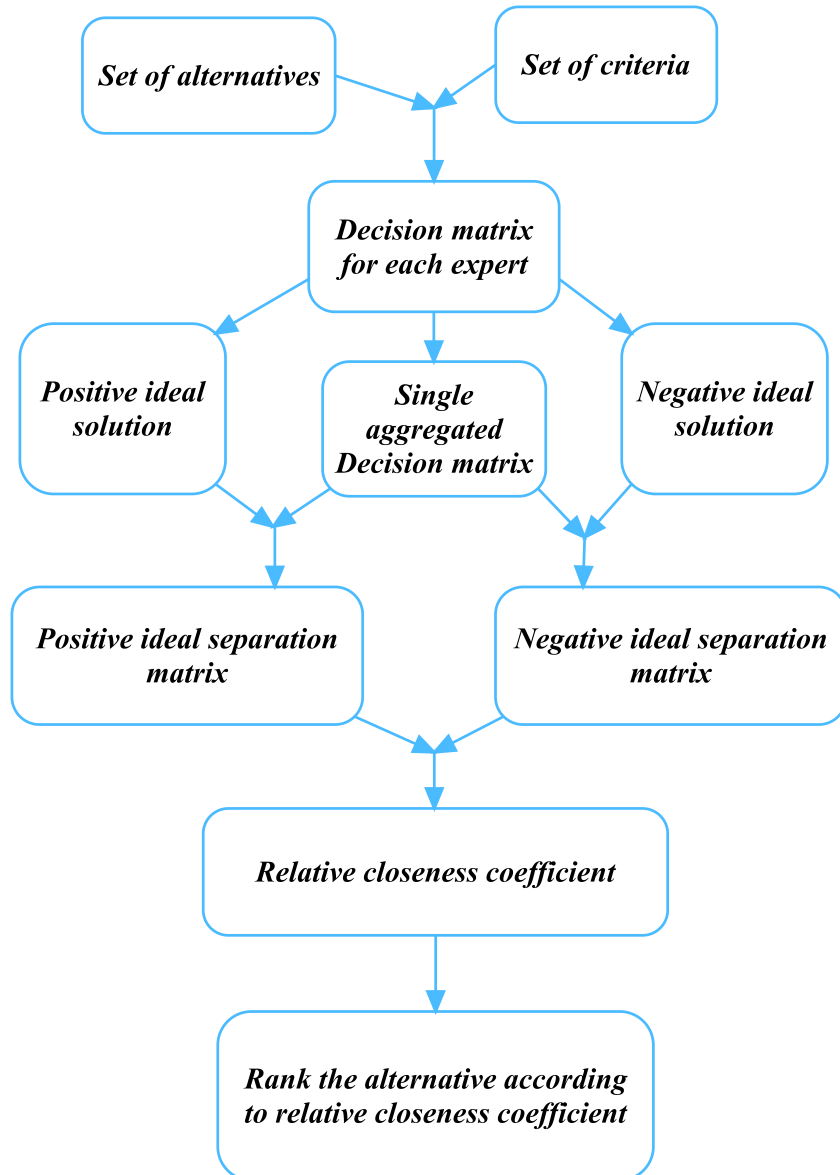 Set of alternatives
Set of criteria
Decision matrix
for each expert
Positive ideal
solution
Single
aggregated
Decision matrix
Negative ideal
solution
Positive ideal separation
matrix
Negative ideal separation
matrix
Relative closeness coefficient
Rank the alternative according
to relative closeness coefficient